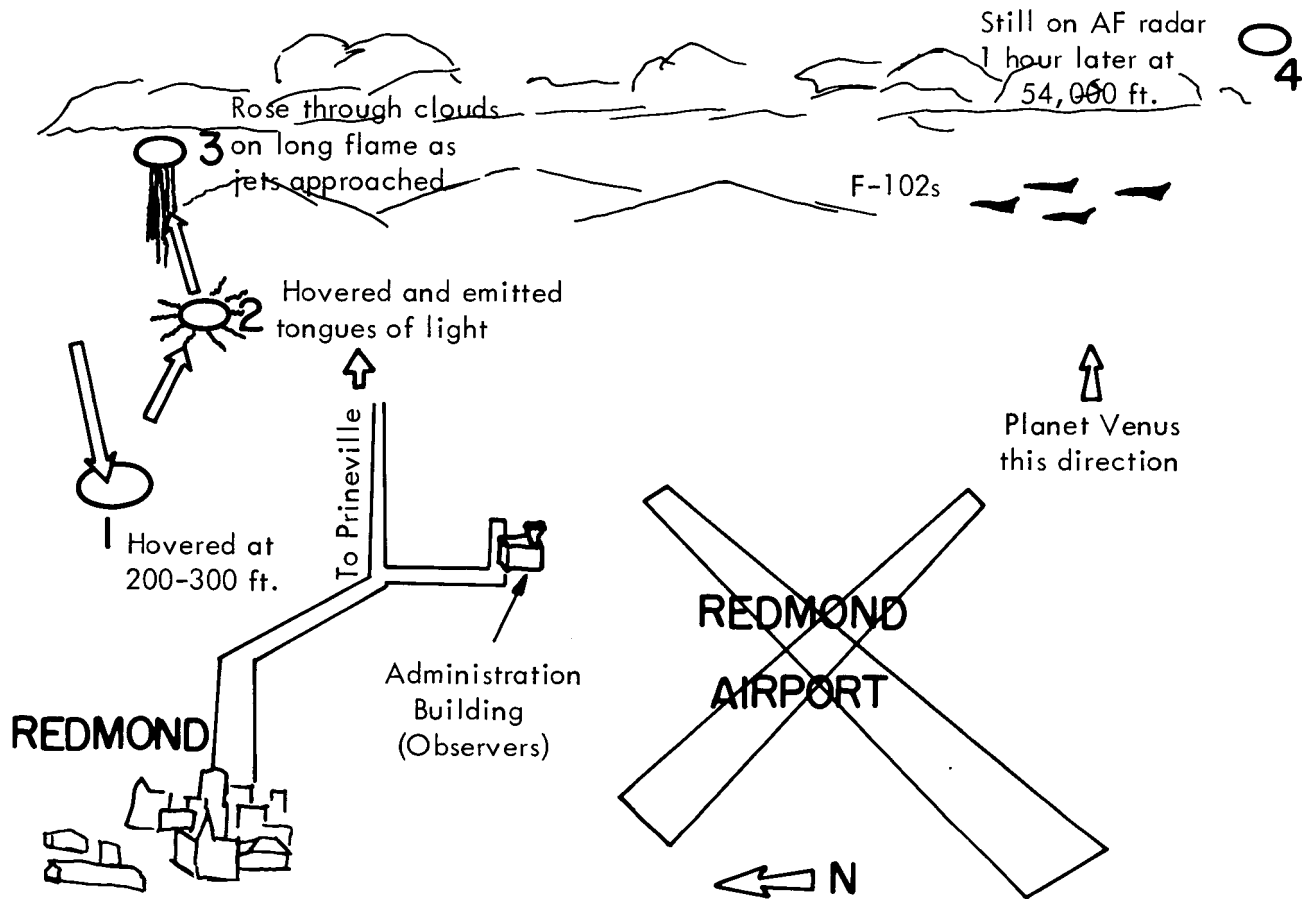 Still on AF radar
1 hour later at
54,000 ft.
4
Rose through clouds
on long flame as
jets approached
3
F-102s
2
Hovered and emitted
tongues of light
Planet Venus
this direction
To Prineville
1
Hovered at
200-300 ft.
REDMOND
AIRPORT
Administration
Building
(Observers)
REDMOND
N